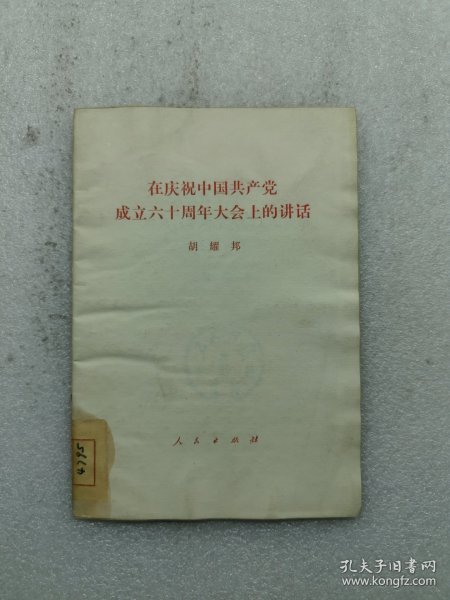 在庆祝中国共产党
成立六十周年大会上的讲话
胡耀邦
人民出版社
4795
孔夫子旧书网
www.kongfz.com